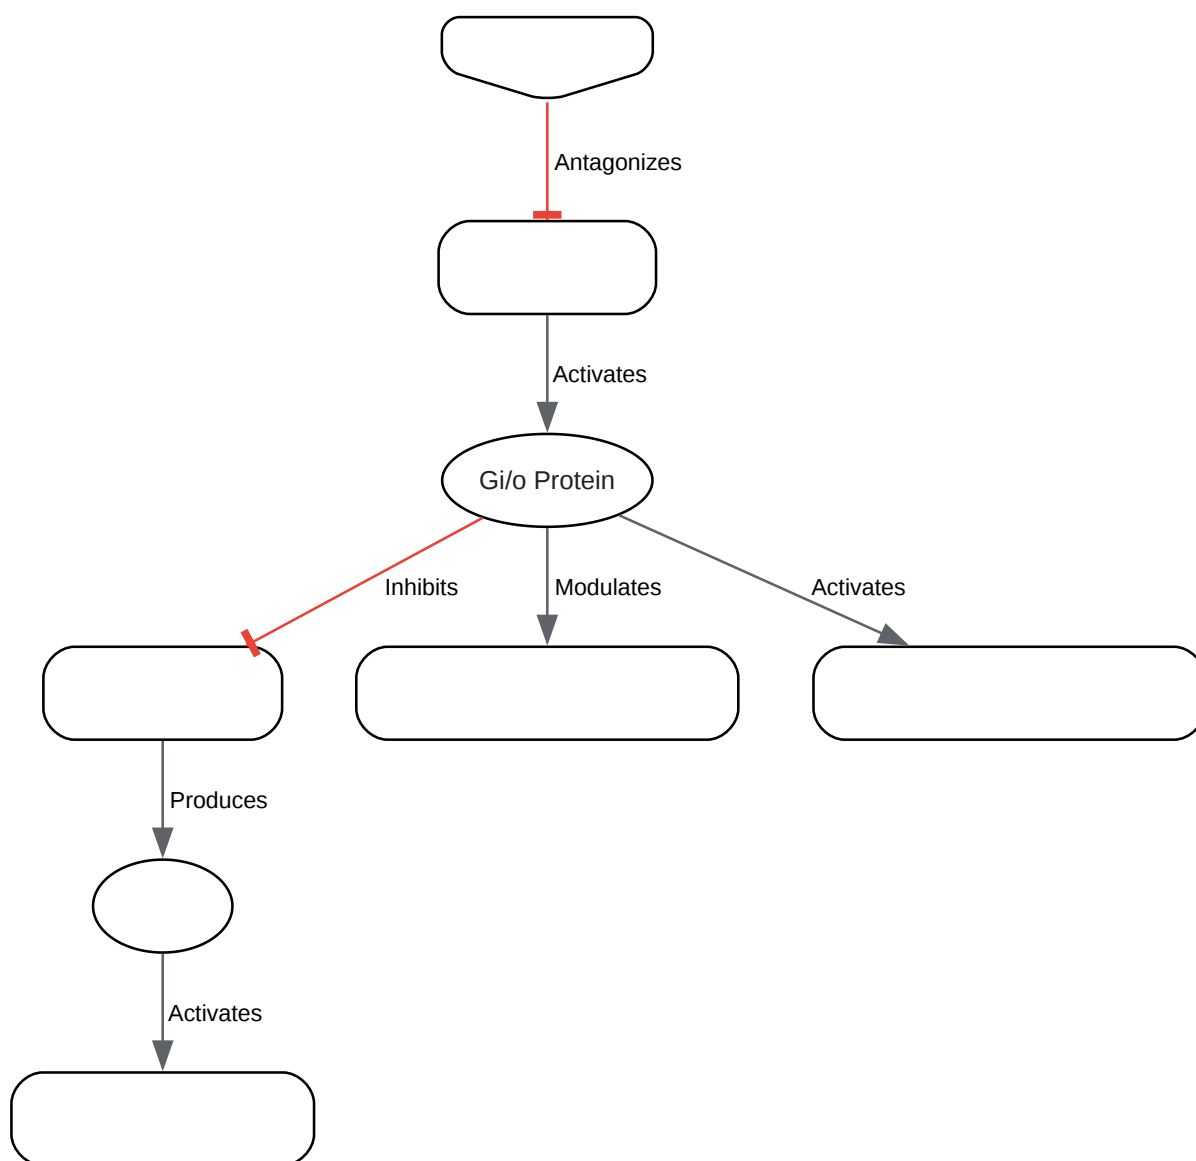 Antagonizes
Activates
Gi/o Protein
Inhibits
Modulates
Activates
Produces
Activates